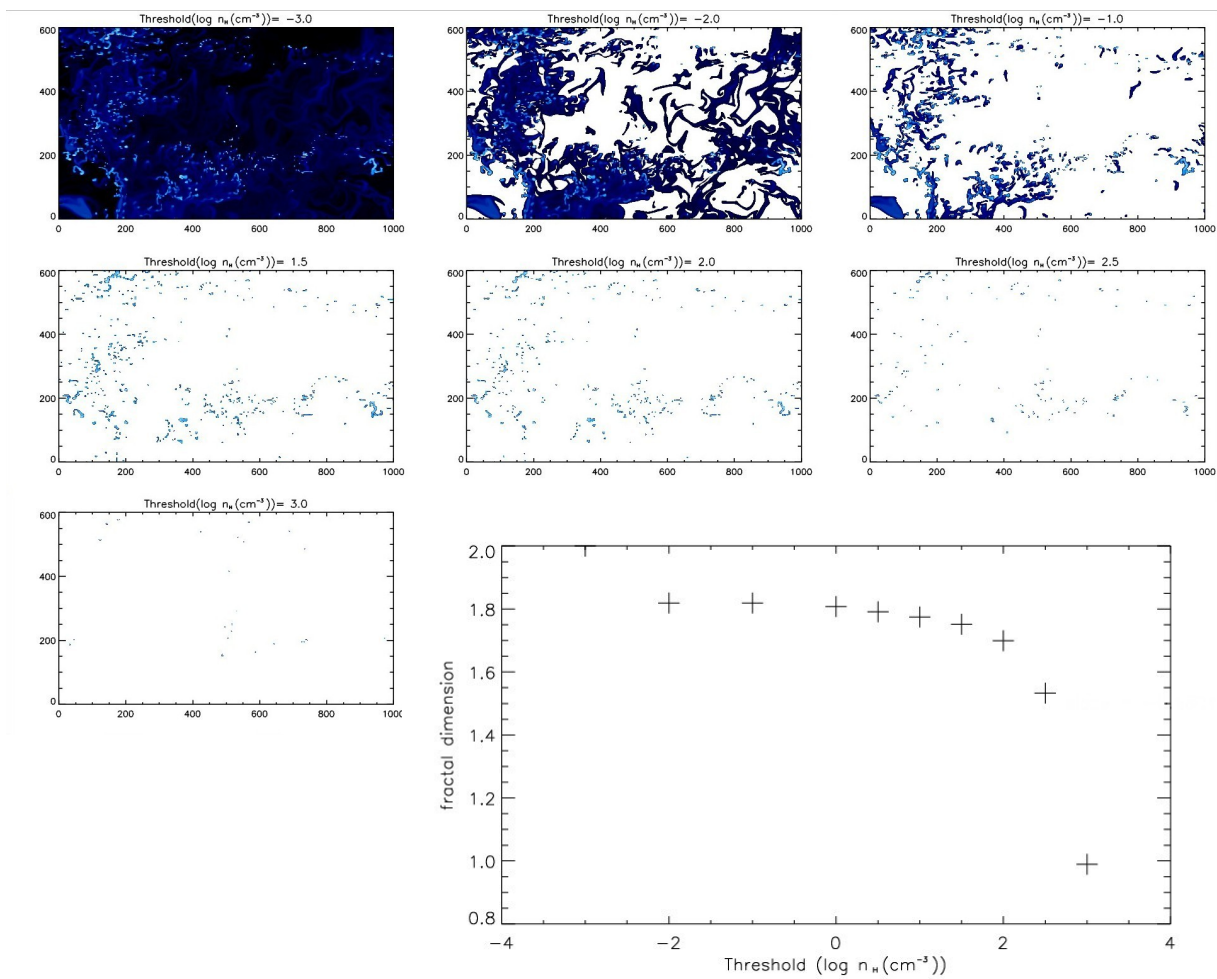 Threshold(log n_H(cm⁻³))= −3.0
Threshold(log n_H(cm⁻³))= −2.0
Threshold(log n_H(cm⁻³))= −1.0
600
400
200
0
0 200 400 600 800 1000
600
400
200
0
0 200 400 600 800 1000
600
400
200
0
0 200 400 600 800 1000
Threshold(log n_H(cm⁻³))= 1.5
Threshold(log n_H(cm⁻³))= 2.0
Threshold(log n_H(cm⁻³))= 2.5
600
400
200
0
0 200 400 600 800 1000
600
400
200
0
0 200 400 600 800 1000
600
400
200
0
0 200 400 600 800 1000
Threshold(log n_H(cm⁻³))= 3.0
600
400
200
0
0 200 400 600 800 1000
fractal dimension
2.0
1.8
1.6
1.4
1.2
1.0
0.8
−4 −2 0 2 4
Threshold (log n_H(cm⁻³))